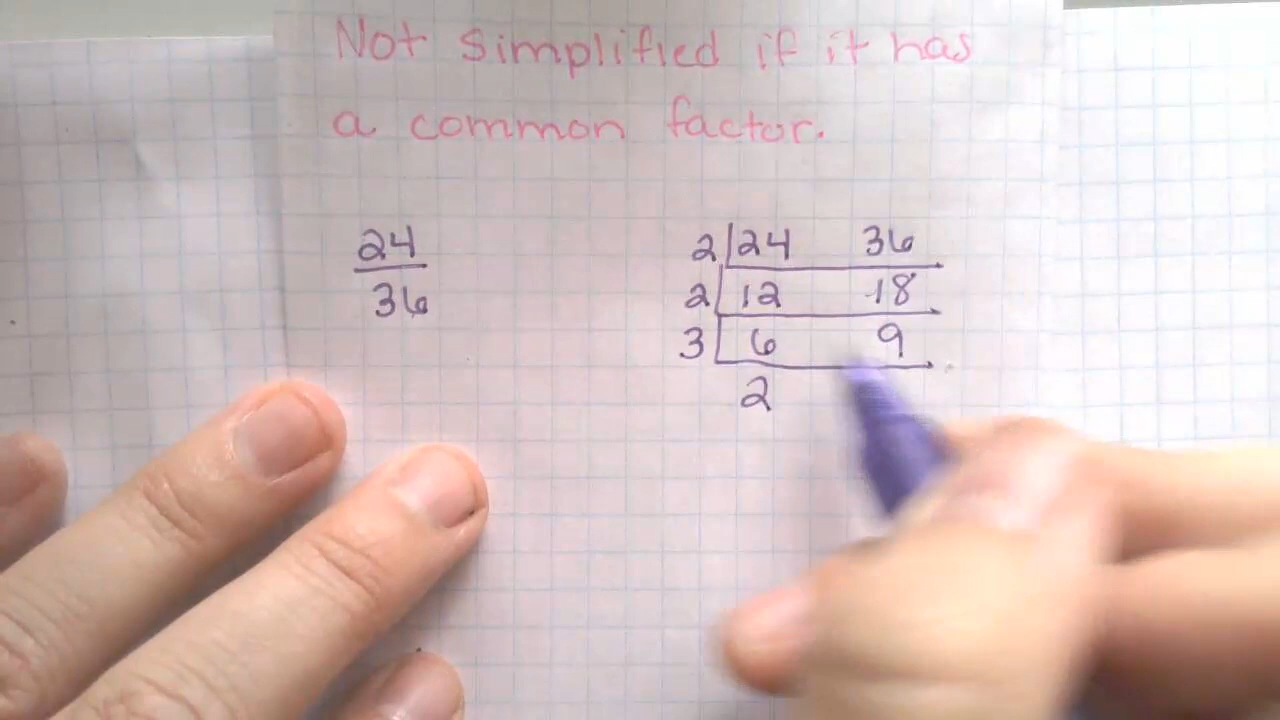 Not simplified if it has
a common factor.
24
36
2 24 36
2 12 18
3 6 9
2